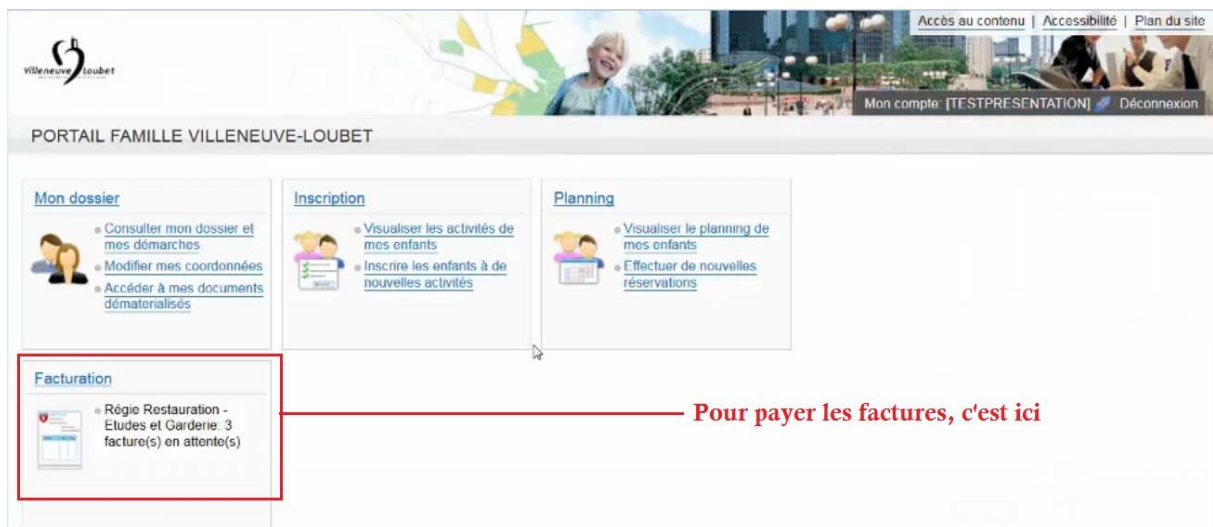 Accès au contenu | Accessibilité | Plan du site
Villeneuve Loubet
Mon compte: [TESTPRESENTATION] Déconnexion
PORTAIL FAMILLE VILLENEUVE-LOUBET
Mon dossier
Consulter mon dossier et
mes démarches
Modifier mes coordonnées
Accéder à mes documents
dématerialisés
Inscription
Visualiser les activités de
mes enfants
Inscrire les enfants à de
nouvelles activités
Planning
Visualiser le planning de
mes enfants
Effectuer de nouvelles
réservations
Facturation
Régie Restauration -
Etudes et Garderie: 3
facture(s) en attente(s)
Pour payer les factures, c'est ici